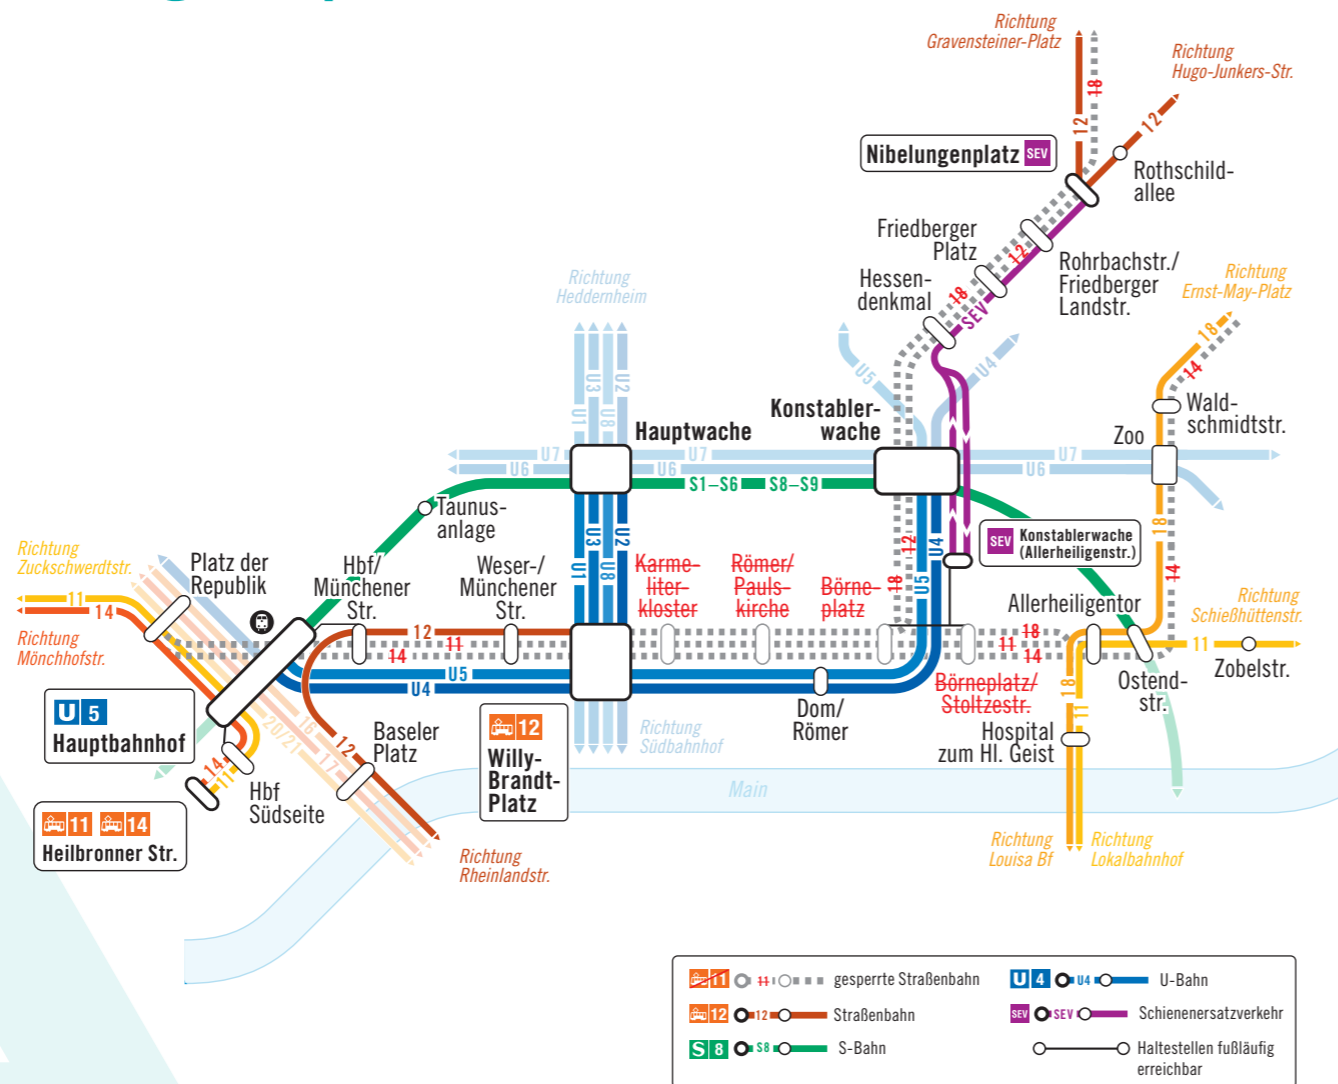 Richtung
Gravensteiner-Platz
Richtung
Hugo-Junkers-Str.
18
12
12
Nibelungenplatz SEV
Rothschild-
allee
Friedberger
Platz
12
Rohrbachstr./
Friedberger
Landstr.
Hessen-
denkmal
18
SEV
Richtung
Ernst-May-Platz
18
14
Richtung
Heddernheim
U1
U3
U8
U2
U5
U4
Konstabler-
wache
Hauptwache
Wald-
schmidtstr.
Zoo
U7
U7
U7
U6
U6
U6
S1–S6
S8–S9
Taunus-
anlage
Richtung
Zuckschwerdtstr.
11
14
Richtung
Mönchhofstr.
Platz der
Republik
Hbf/
Münchener
Str.
Weser-/
Münchener
Str.
U1
U3
U8
U2
Karme-
liter-
kloster
Römer/
Pauls-
kirche
Börne-
platz
12
18
U5
U4
SEV Konstablerwache
(Allerheiligenstr.)
18
14
Allerheiligentor
Richtung
Schießhüttenstr.
11
Zobelstr.
12
11
14
18
11
14
U5
U4
Börneplatz/
Stoltzestr.
Ostend-
str.
Dom/
Römer
18
11
Hospital
zum Hl. Geist
U 5
Hauptbahnhof
16
20/21
17
12
Baseler
Platz
12
Willy-
Brandt-
Platz
Richtung
Südbahnhof
14
11
Hbf
Südseite
11 14
Heilbronner Str.
Main
Richtung
Rheinlandstr.
Richtung
Louisa Bf
Richtung
Lokalbahnhof
11 11 gesperrte Straßenbahn
12 12 Straßenbahn
S 8 S8 S-Bahn
U 4 U4 U-Bahn
SEV SEV Schienenersatzverkehr
Haltestellen fußläufig
erreichbar